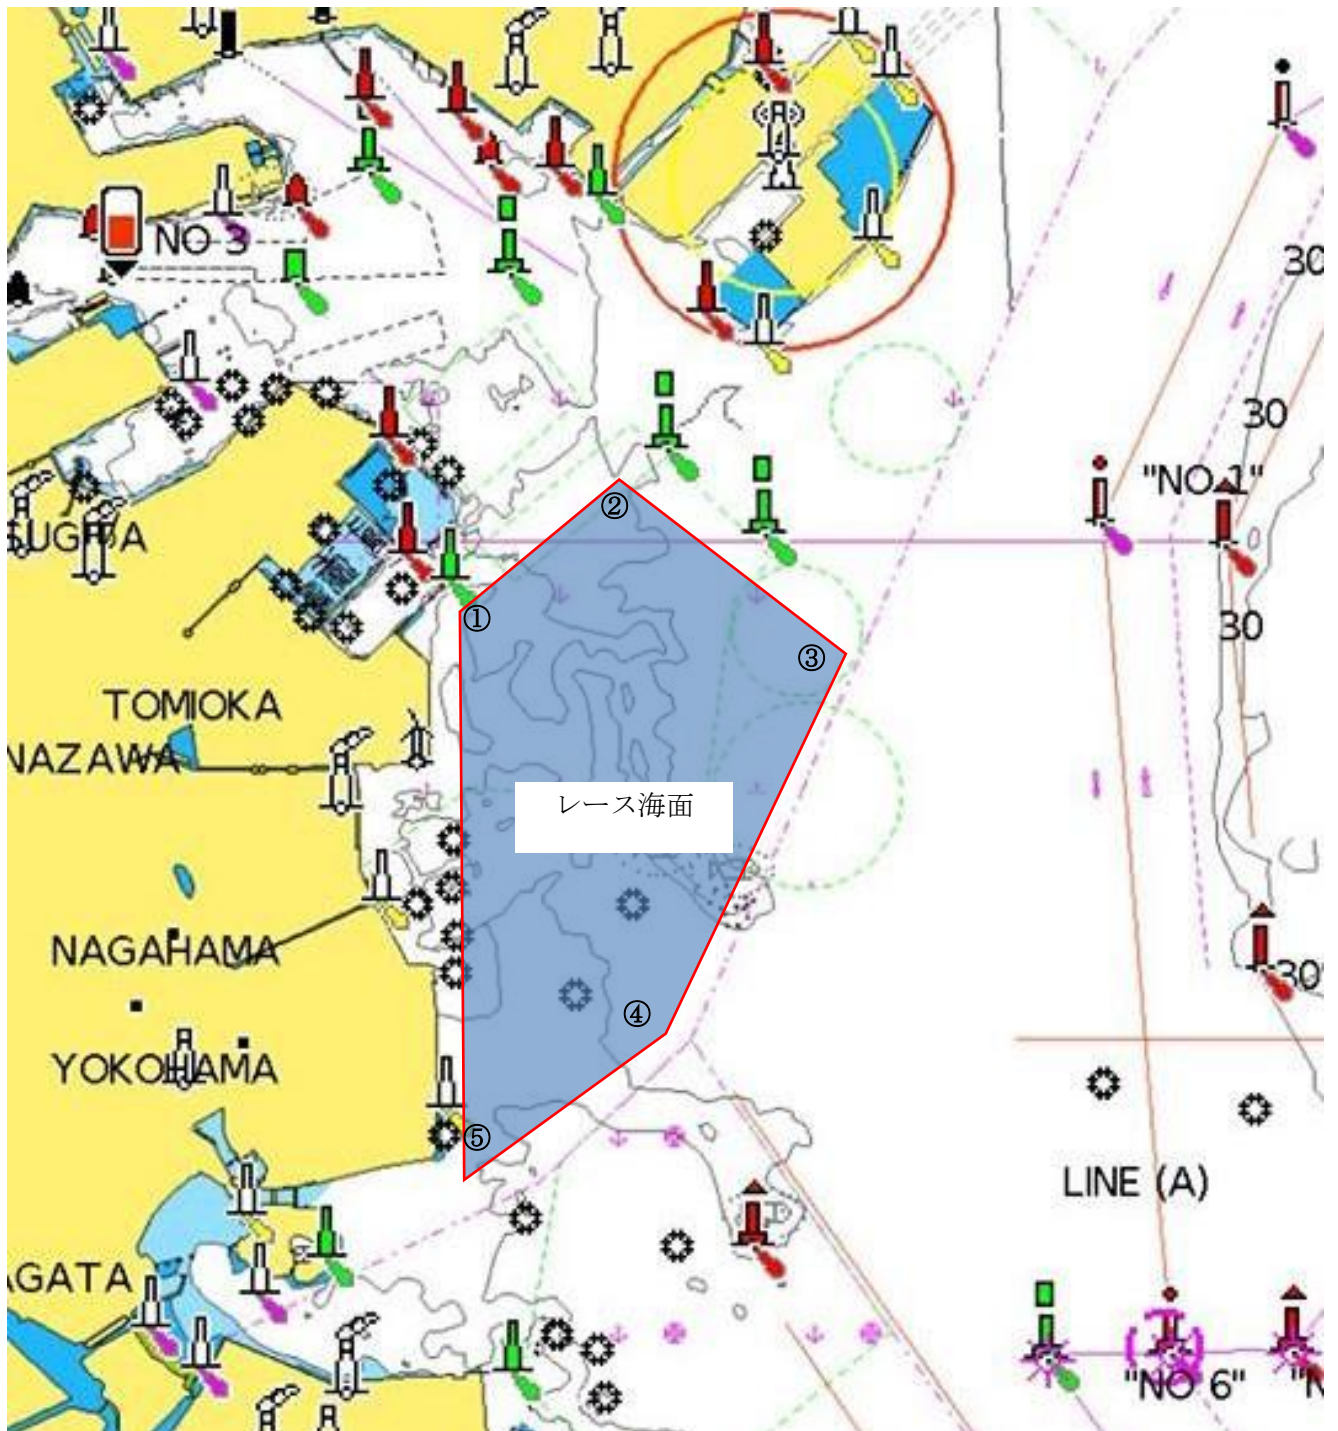 NO 3
30
30
"NO 1"
②
①
30
③
TOMIOKA
NAZAWA
レース海面
NAGAHAMA
30
④
YOKOHAMA
⑤
LINE (A)
AGATA
"NO 6"
"N